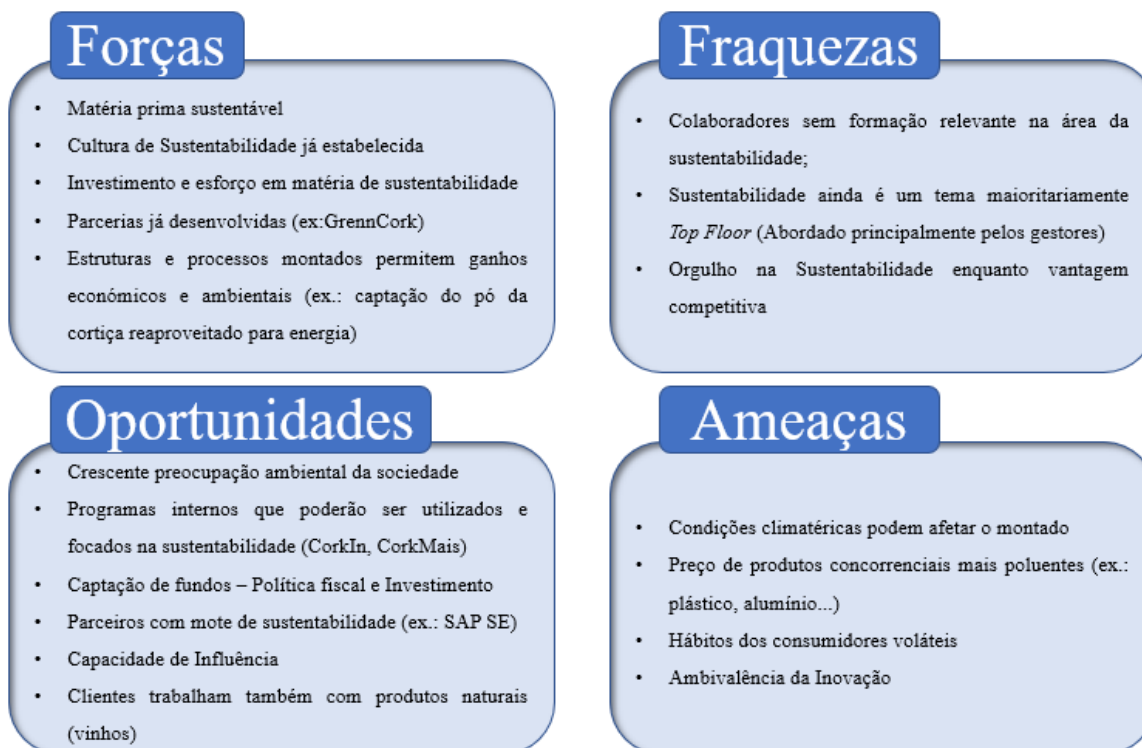 Forças
Matéria prima sustentável
Cultura de Sustentabilidade já estabelecida
Investimento e esforço em matéria de sustentabilidade
Parcerias já desenvolvidas (ex:GrennCork)
Estruturas e processos montados permitem ganhos
económicos e ambientais (ex.: captação do pó da
cortiça reaproveitado para energia)
Fraquezas
Colaboradores sem formação relevante na área da
sustentabilidade;
Sustentabilidade ainda é um tema maioritariamente
Top Floor (Abordado principalmente pelos gestores)
Orgulho na Sustentabilidade enquanto vantagem
competitiva
Oportunidades
Crescente preocupação ambiental da sociedade
Programas internos que poderão ser utilizados e
focados na sustentabilidade (CorkIn, CorkMais)
Captação de fundos – Política fiscal e Investimento
Parceiros com mote de sustentabilidade (ex.: SAP SE)
Capacidade de Influência
Clientes trabalham também com produtos naturais
(vinhos)
Ameaças
Condições climatéricas podem afetar o montado
Preço de produtos concorrenciais mais poluentes (ex.:
plástico, alumínio...)
Hábitos dos consumidores voláteis
Ambivalência da Inovação